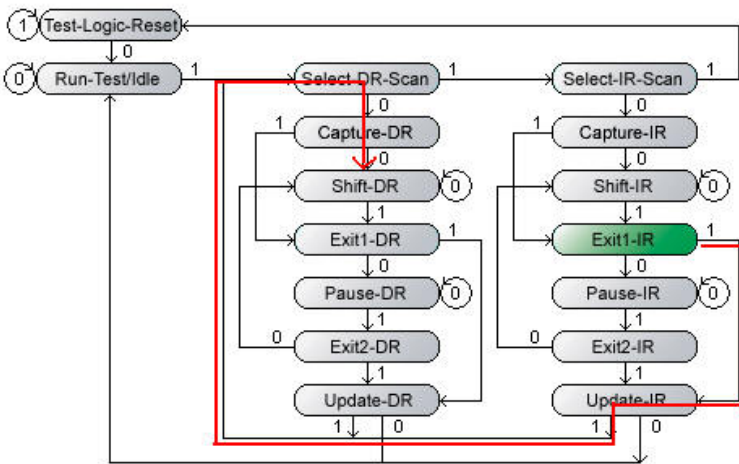 1 Test-Logic-Reset
0
0 Run-Test/Idle 1 Select-DR-Scan 1 Select-IR-Scan 1
0 0
1 Capture-DR 1 Capture-IR
0 0
Shift-DR 0 Shift-IR 0
1 1
Exit1-DR 1 Exit1-IR 1
0 0
Pause-DR 0 Pause-IR 0
1 1
0 Exit2-DR 0 Exit2-IR
1 1
Update-DR Update-IR
1 0 1 0